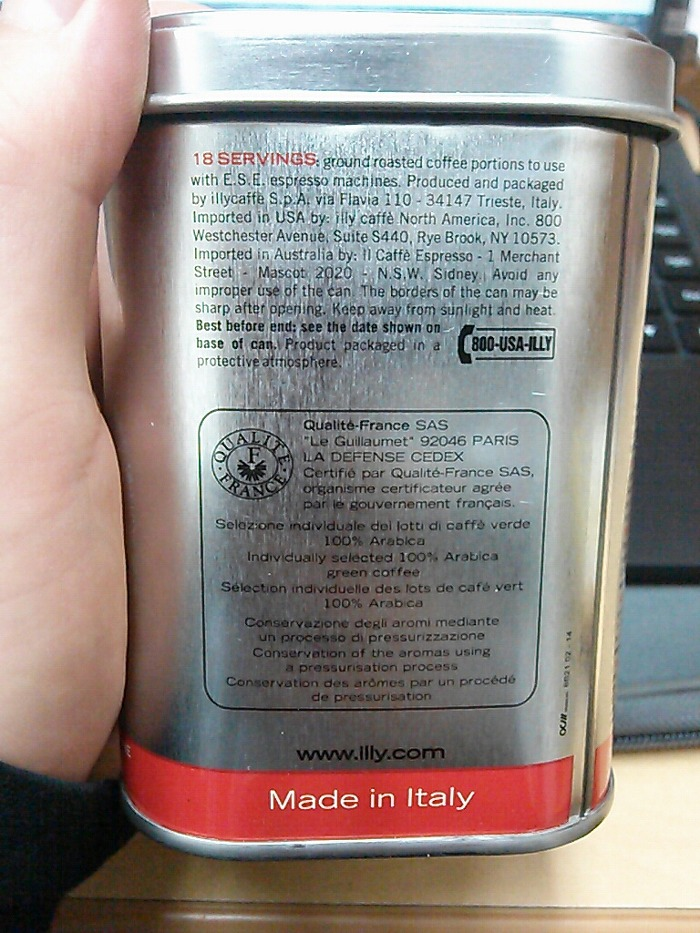 18 SERVINGS: ground roasted coffee portions to use
with E.S.E. espresso machines. Produced and packaged
by illycaffè S.p.A. via Flavia 110 - 34147 Trieste, Italy.
Imported in USA by: illy caffè North America, Inc. 800
Westchester Avenue, Suite S440, Rye Brook, NY 10573.
Imported in Australia by: Il Caffè Espresso - 1 Merchant
Street - Mascot 2020 - N.S.W. Sidney. Avoid any
improper use of the can. The borders of the can may be
sharp after opening. Keep away from sunlight and heat.
Best before end: see the date shown on
base of can. Product packaged in a
protective atmosphere.
800-USA-ILLY
QUALITÉ
F
FRANCE
Qualité-France SAS
"Le Guillaumet" 92046 PARIS
LA DEFENSE CEDEX
Certifié par Qualité-France SAS,
organisme certificateur agrée
par le gouvernement français.
Selezione individuale dei lotti di caffè verde
100% Arabica
Individually selected 100% Arabica
green coffee
Sélection individuelle des lots de café vert
100% Arabica
Conservazione degli aromi mediante
un processo di pressurizzazione
Conservation of the aromas using
a pressurisation process
Conservation des arômes par un procédé
de pressurisation
www.illy.com
Made in Italy